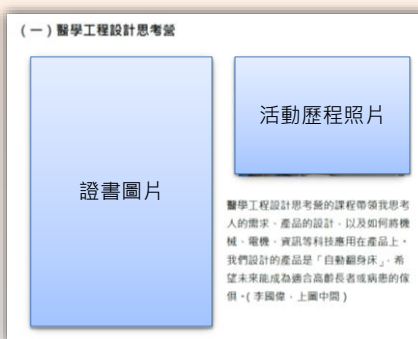 (一)醫學工程設計思考營
證書圖片
活動歷程照片
醫學工程設計思考營的課程帶領我思考
人的需求、產品的設計,以及如何將機
械、電機、資訊等科技應用在產品上。
我們設計的產品是「自動翻身床」,希
望未來能成為適合高齡長者或病患的傢
俱。(李國偉,上圖中間)